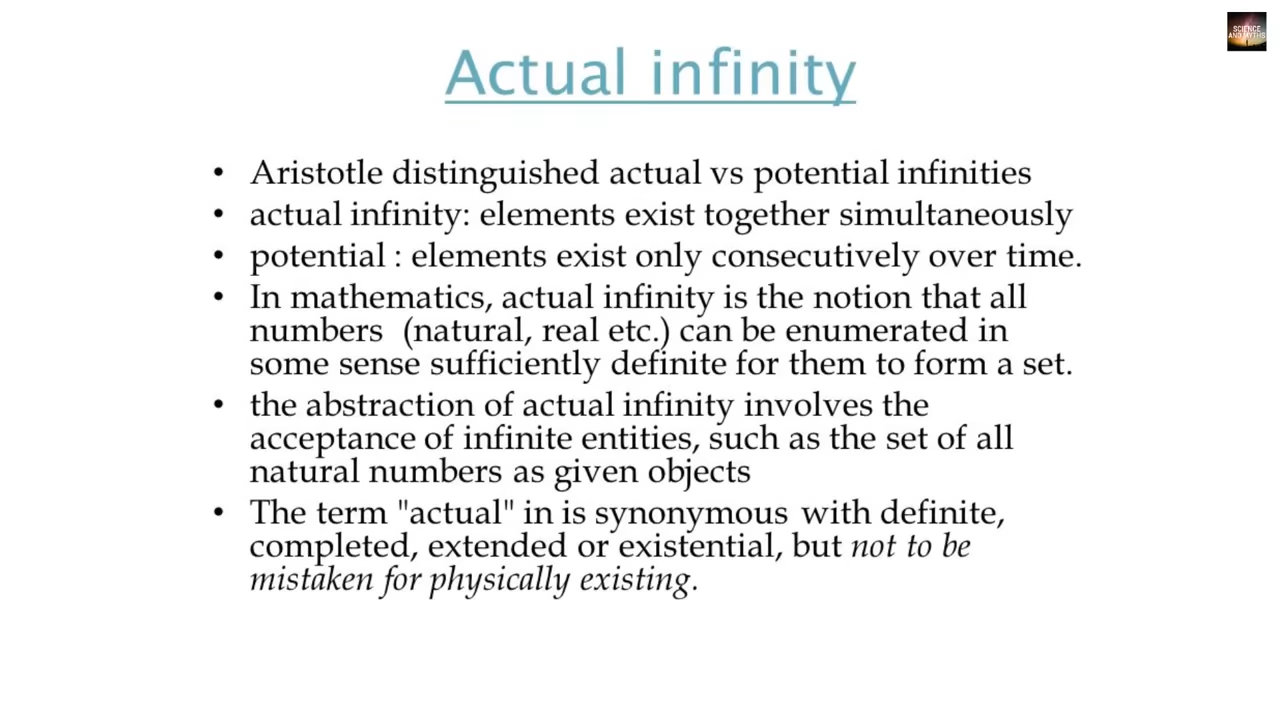 SCIENCE
AND MYTHS
Actual infinity
• Aristotle distinguished actual vs potential infinities
• actual infinity: elements exist together simultaneously
• potential : elements exist only consecutively over time.
• In mathematics, actual infinity is the notion that all
numbers (natural, real etc.) can be enumerated in
some sense sufficiently definite for them to form a set.
• the abstraction of actual infinity involves the
acceptance of infinite entities, such as the set of all
natural numbers as given objects
• The term "actual" in is synonymous with definite,
completed, extended or existential, but not to be
mistaken for physically existing.